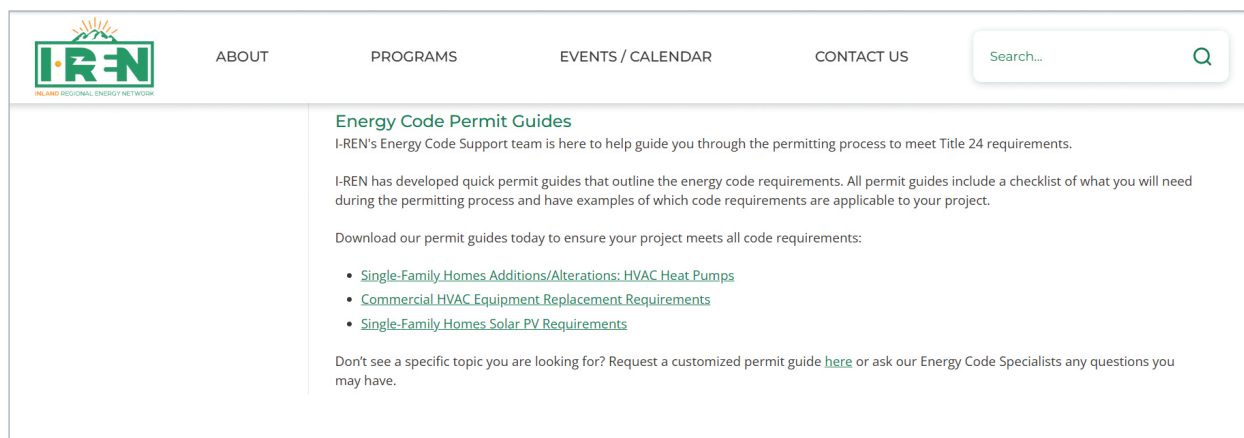 I-REN
INLAND REGIONAL ENERGY NETWORK
ABOUT
PROGRAMS
EVENTS / CALENDAR
CONTACT US
Search...
Energy Code Permit Guides
I-REN's Energy Code Support team is here to help guide you through the permitting process to meet Title 24 requirements.
I-REN has developed quick permit guides that outline the energy code requirements. All permit guides include a checklist of what you will need
during the permitting process and have examples of which code requirements are applicable to your project.
Download our permit guides today to ensure your project meets all code requirements:
• Single-Family Homes Additions/Alterations: HVAC Heat Pumps
• Commercial HVAC Equipment Replacement Requirements
• Single-Family Homes Solar PV Requirements
Don't see a specific topic you are looking for? Request a customized permit guide here or ask our Energy Code Specialists any questions you
may have.